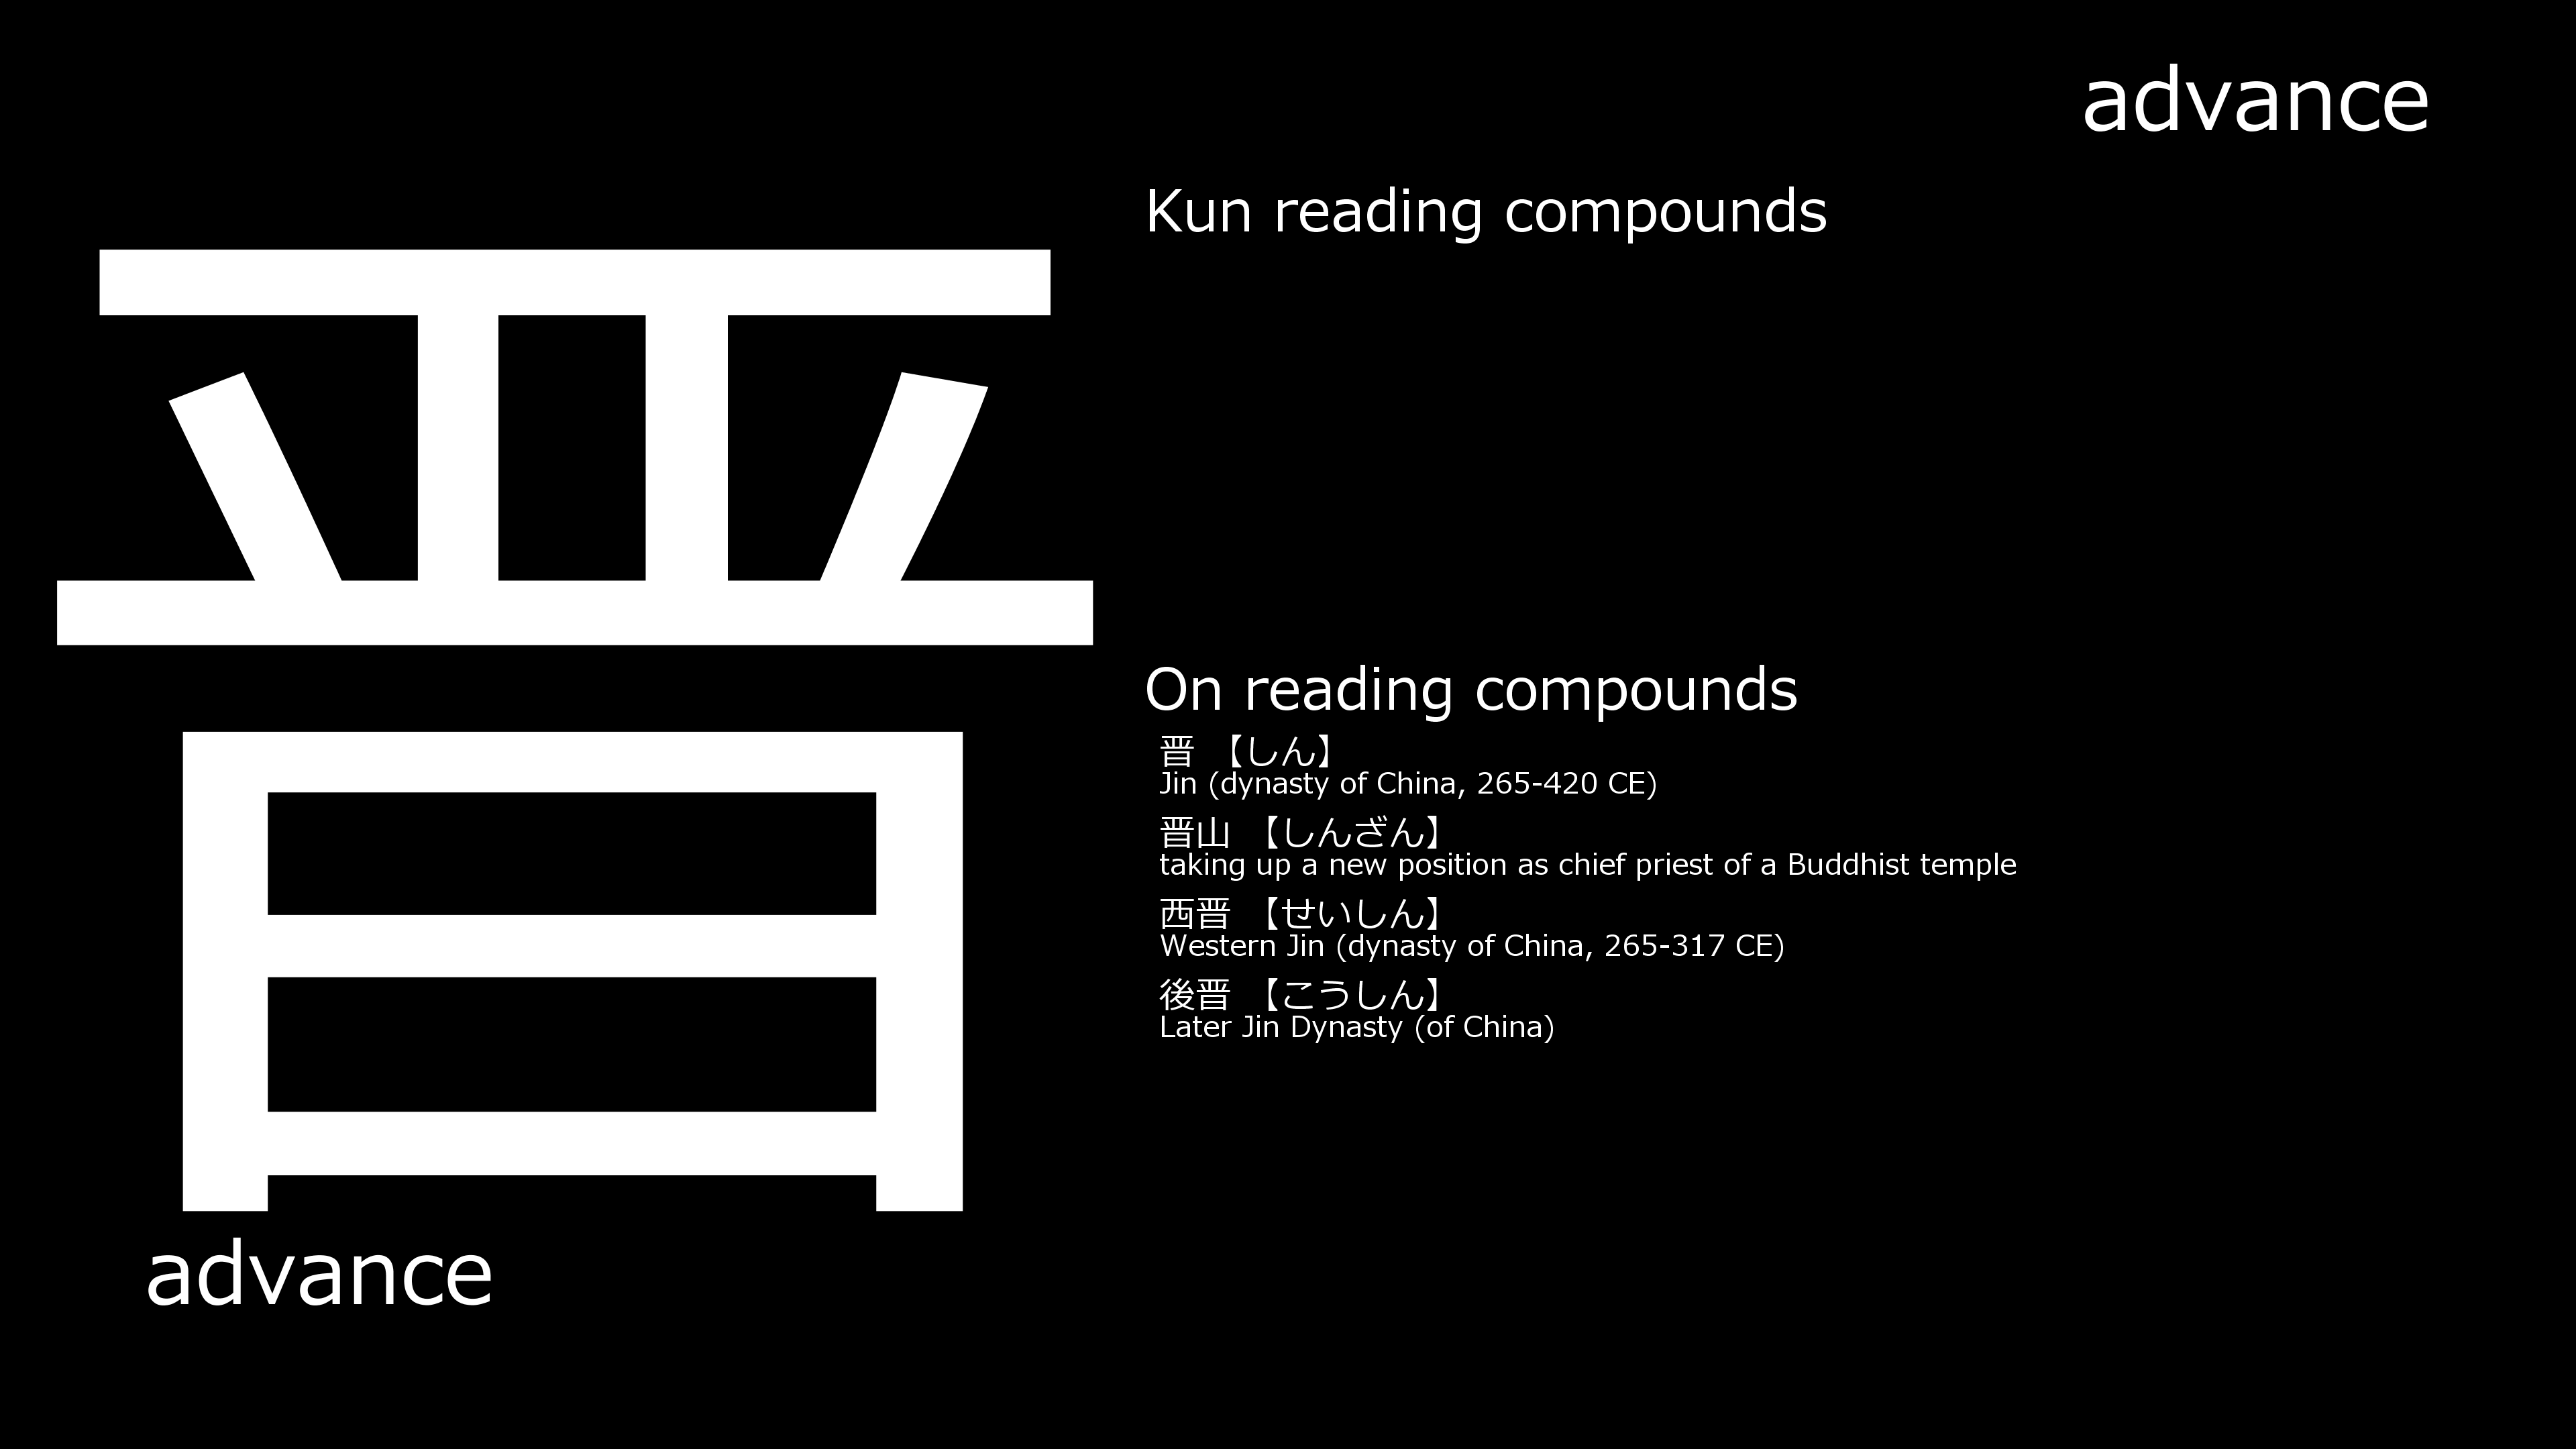 advance
晋
advance
Kun reading compounds
On reading compounds
晋 【しん】
Jin (dynasty of China, 265-420 CE)
晋山 【しんざん】
taking up a new position as chief priest of a Buddhist temple
西晋 【せいしん】
Western Jin (dynasty of China, 265-317 CE)
後晋 【こうしん】
Later Jin Dynasty (of China)